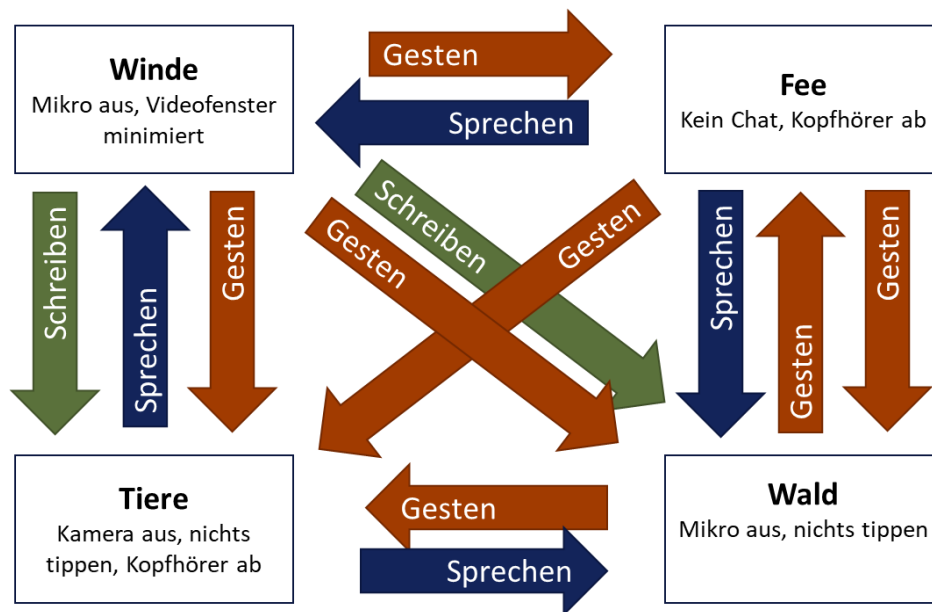 Winde
Mikro aus, Videofenster
minimiert
Gesten
Sprechen
Fee
Kein Chat, Kopfhörer ab
Schreiben
Sprechen
Gesten
Schreiben
Gesten
Gesten
Sprechen
Gesten
Gesten
Tiere
Kamera aus, nichts
tippen, Kopfhörer ab
Gesten
Sprechen
Wald
Mikro aus, nichts tippen